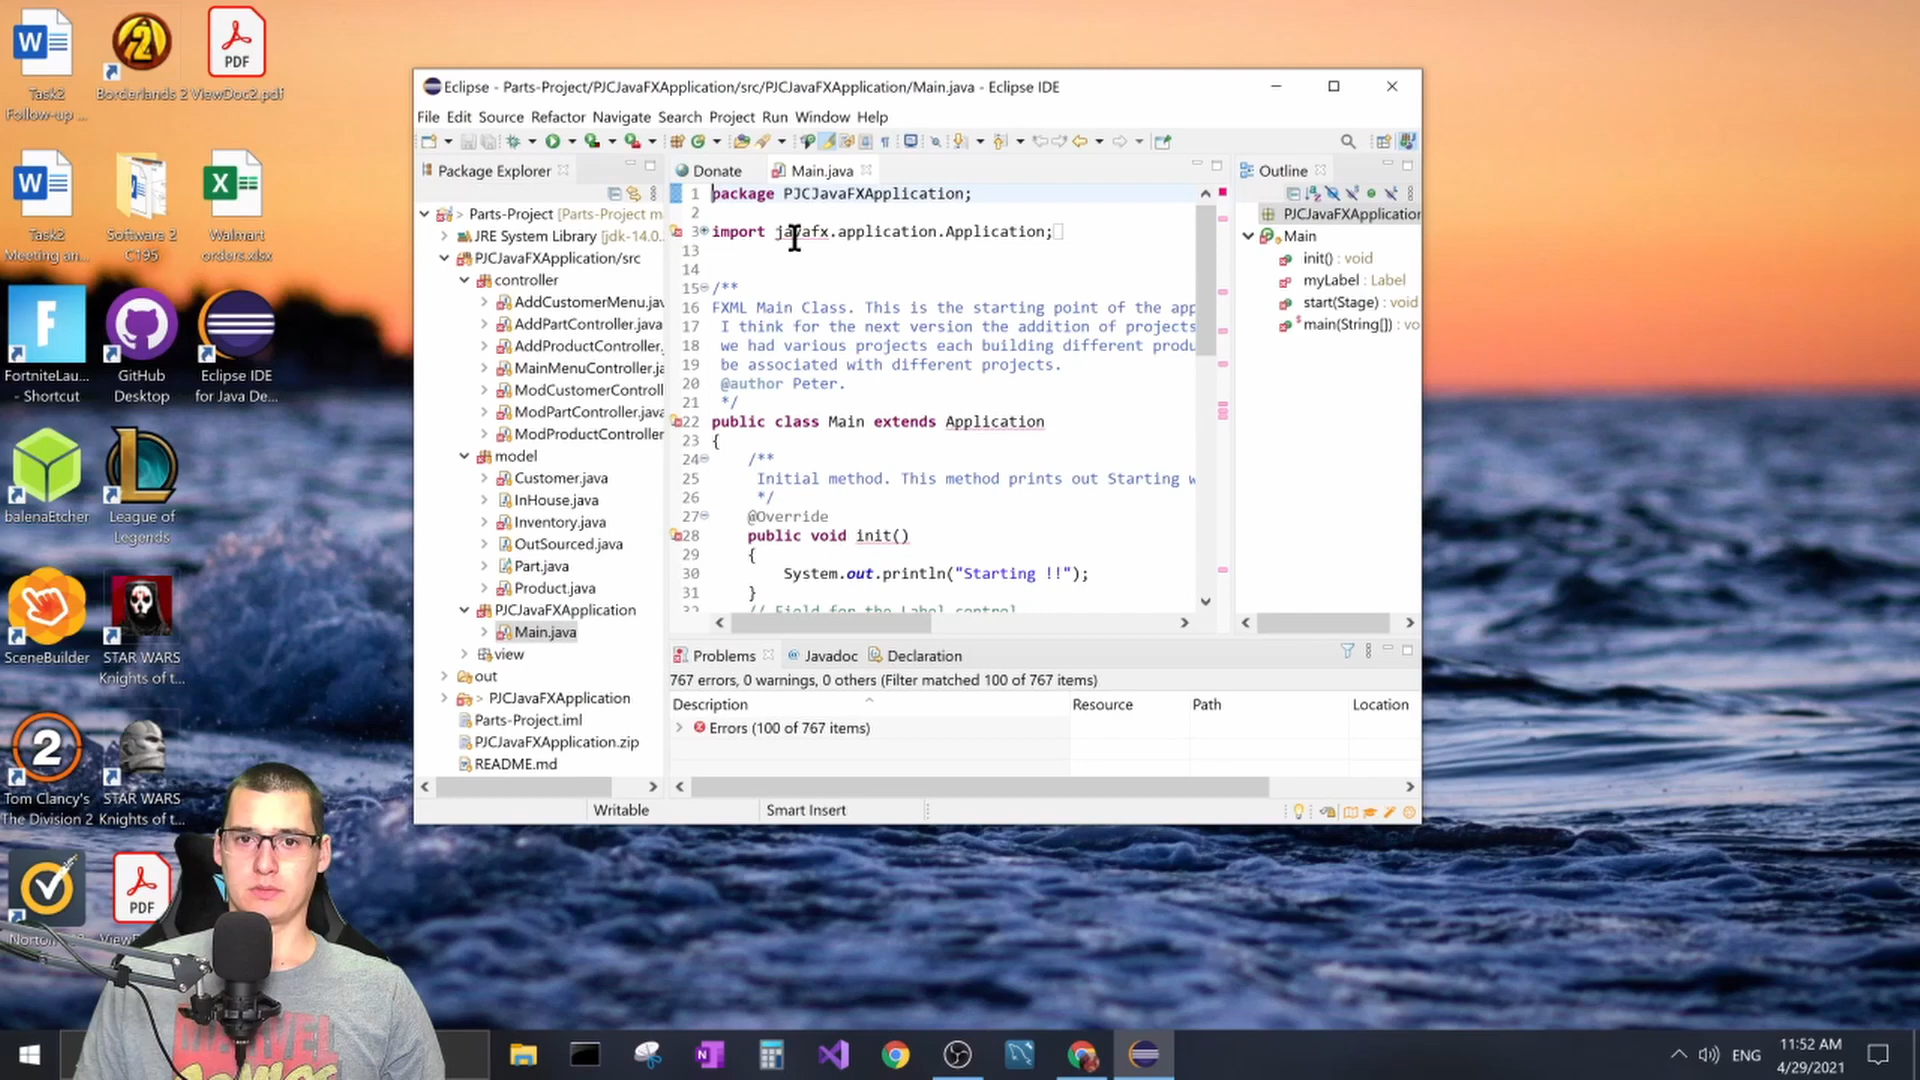 Task2
Follow-up ...
Borderlands 2
PDF
ViewDoc2.pdf
Task2
Meeting an...
Software 2
C195
Walmart
orders.xlsx
FortniteLau...
- Shortcut
GitHub
Desktop
Eclipse IDE
for Java De...
balenaEtcher
League of
Legends
SceneBuilder
STAR WARS
Knights of t...
Tom Clancy's
The Division 2
STAR WARS
Knights of t...
PDF
Eclipse - Parts-Project/PJCJavaFXApplication/src/PJCJavaFXApplication/Main.java - Eclipse IDE
File Edit Source Refactor Navigate Search Project Run Window Help
Package Explorer
> Parts-Project [Parts-Project m
JRE System Library [jdk-14.0.
PJCJavaFXApplication/src
controller
AddCustomerMenu.jav
AddPartController.java
AddProductController.
MainMenuController.ja
ModCustomerControll
ModPartController.java
ModProductController
model
Customer.java
InHouse.java
Inventory.java
OutSourced.java
Part.java
Product.java
PJCJavaFXApplication
Main.java
view
out
> PJCJavaFXApplication
Parts-Project.iml
PJCJavaFXApplication.zip
README.md
Donate
Main.java
1 package PJCJavaFXApplication;
2
3 import javafx.application.Application;
13
14
15 /**
16 FXML Main Class. This is the starting point of the app
17 I think for the next version the addition of projects
18 we had various projects each building different produ
19 be associated with different projects.
20 @author Peter.
21 */
22 public class Main extends Application
23 {
24 /**
25 Initial method. This method prints out Starting w
26 */
27 @Override
28 public void init()
29 {
30 System.out.println("Starting !!");
31 }
32 // Field for the Label control
Outline
PJCJavaFXApplication
Main
init() : void
myLabel : Label
start(Stage) : void
main(String[]) : vo
Problems
Javadoc
Declaration
767 errors, 0 warnings, 0 others (Filter matched 100 of 767 items)
Description Resource Path Location
Errors (100 of 767 items)
Writable
Smart Insert
MARVEL
ENG
11:52 AM
4/29/2021